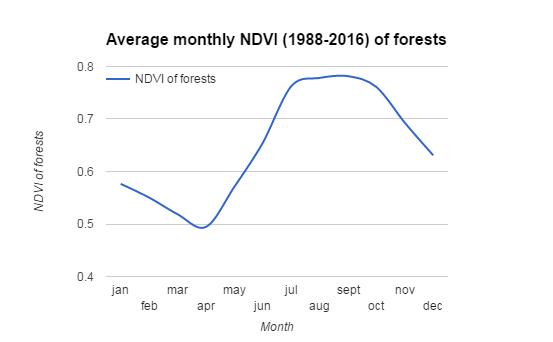 Average monthly NDVI (1988-2016) of forests
NDVI of forests
0.8
0.7
0.6
0.5
0.4
NDVI of forests
jan feb mar apr may jun jul aug sept oct nov dec
Month